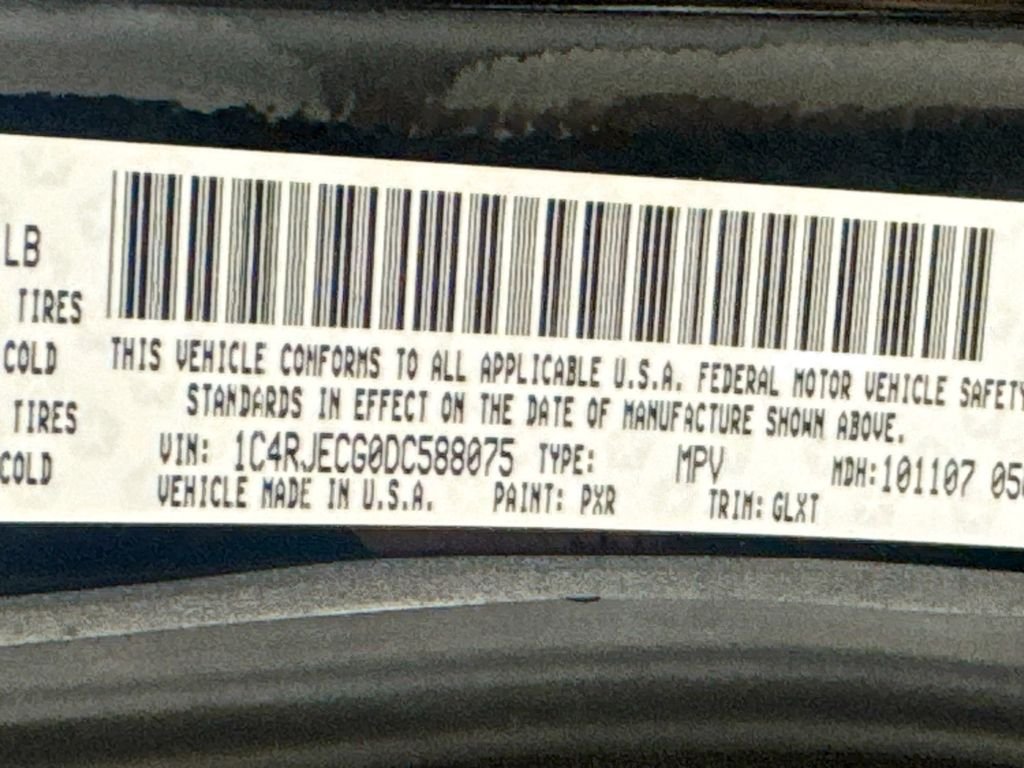 LB
TIRES
COLD
THIS VEHICLE CONFORMS TO ALL APPLICABLE U.S.A. FEDERAL MOTOR VEHICLE SAFETY
STANDARDS IN EFFECT ON THE DATE OF MANUFACTURE SHOWN ABOVE.
TIRES
VIN: 1C4RJECG0DC588075 TYPE: MPV MDH:101107 05
COLD
VEHICLE MADE IN U.S.A. PAINT: PXR TRIM: GLXT